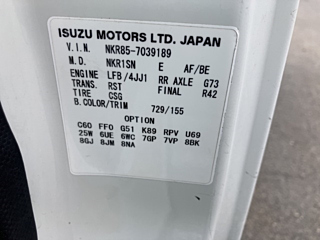 ISUZU MOTORS LTD. JAPAN
V.I.N. NKR85-7039189
M.D. NKR1SN E AF/BE
ENGINE LFB/4JJ1 RR AXLE G73
TRANS. RST FINAL R42
TIRE CSG
B.COLOR/TRIM 729/155
OPTION
C60 FFO G51 K89 RPV U69
25W 6UE 6WC 7GP 7VP 8BK
8GJ 8JM 8NA